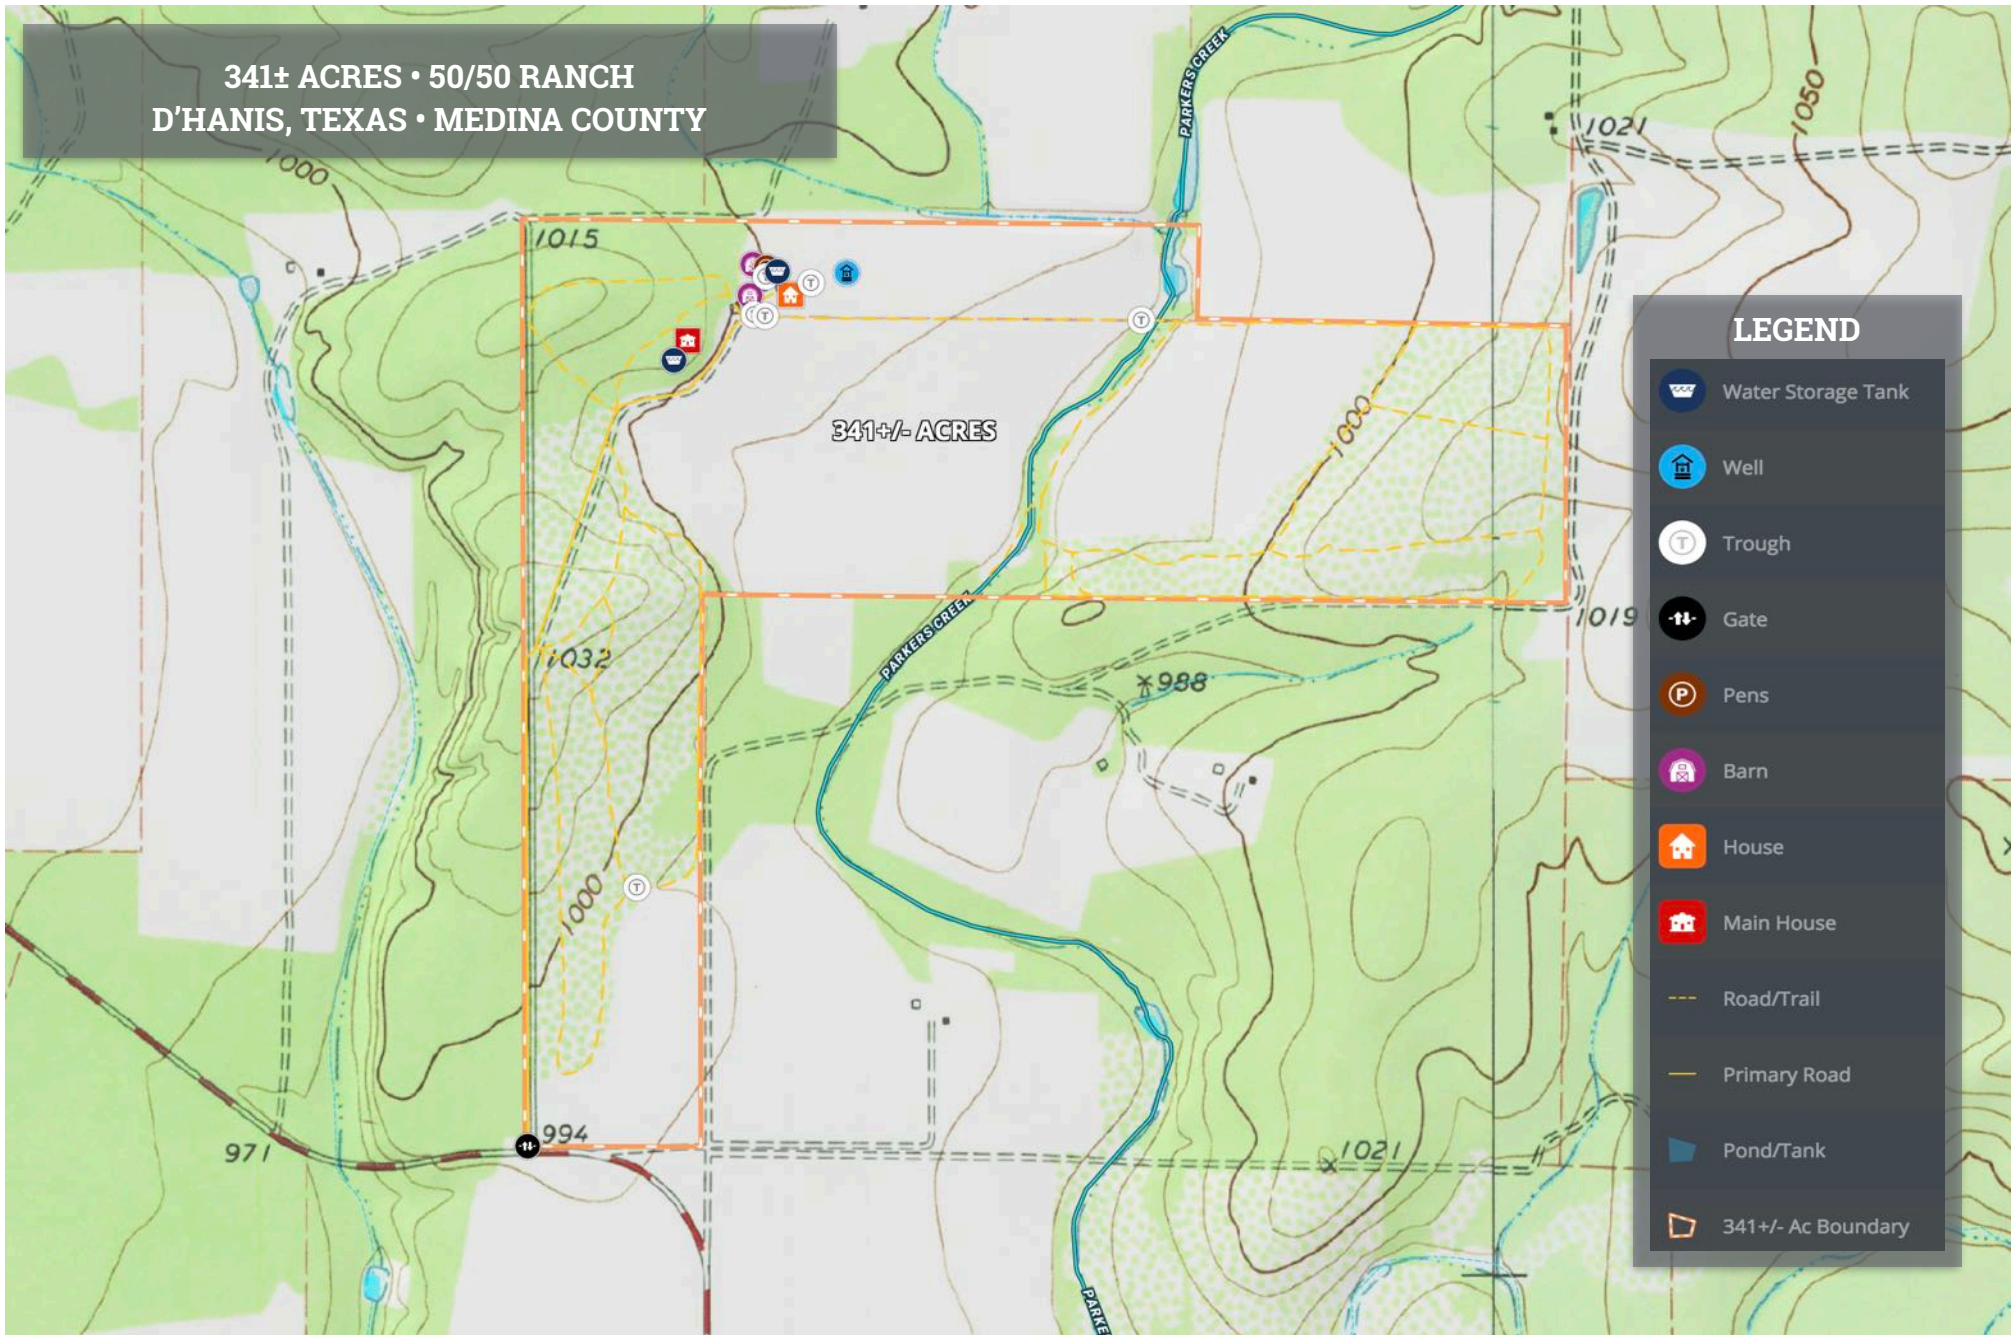 341± ACRES • 50/50 RANCH
D'HANIS, TEXAS • MEDINA COUNTY
PARKERS CREEK
1050
1021
1000
1015
LEGEND
Water Storage Tank
Well
Trough
Gate
Pens
Barn
House
Main House
Road/Trail
Primary Road
Pond/Tank
341+/- Ac Boundary
T
T
T
T
P
341+/- ACRES
1000
1019
PARKERS CREEK
1032
988
T
1000
994
971
1021
PARKE